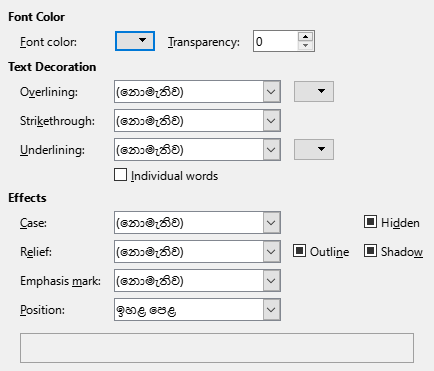 Font Color
Font color: Transparency: 0
Text Decoration
Overlining: (නොමැතිව)
Strikethrough: (නොමැතිව)
Underlining: (නොමැතිව)
Individual words
Effects
Case: (නොමැතිව) Hidden
Relief: (නොමැතිව) Outline Shadow
Emphasis mark: (නොමැතිව)
Position: ඉහළ පෙළ